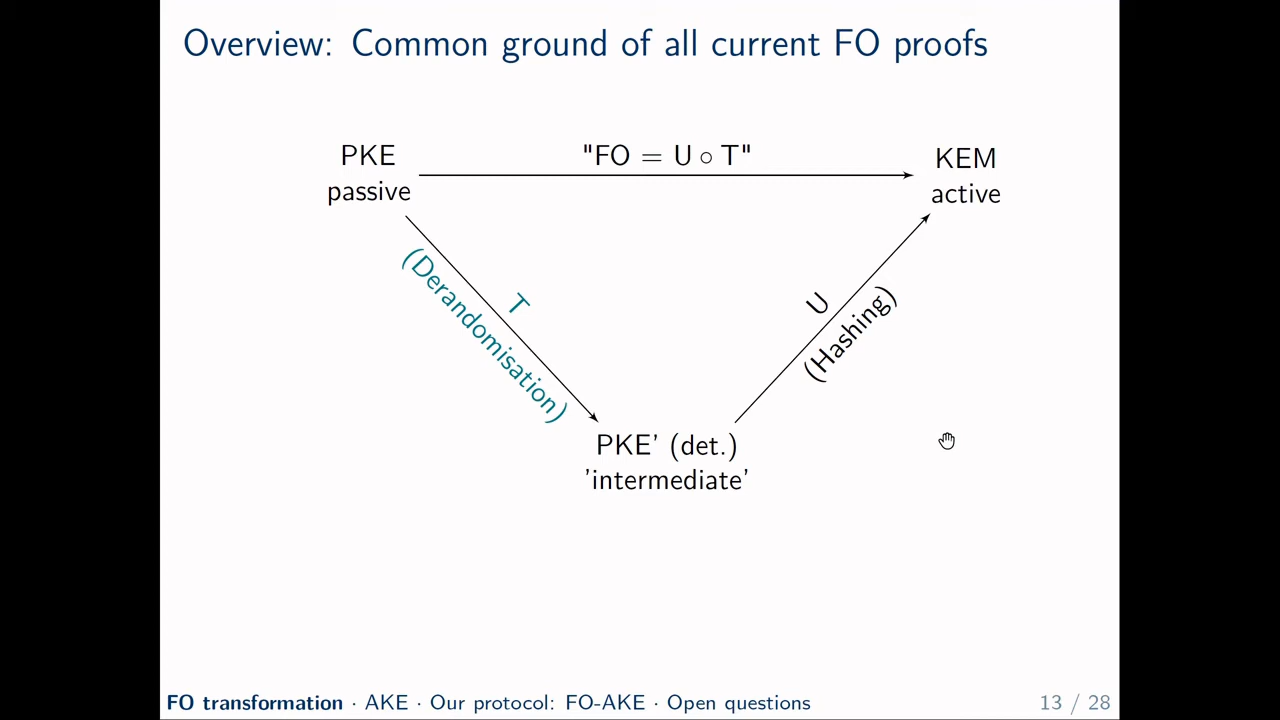 Overview: Common ground of all current FO proofs
PKE
passive
"FO = U ∘ T"
KEM
active
T
(Derandomisation)
U
(Hashing)
PKE' (det.)
'intermediate'
FO transformation · AKE · Our protocol: FO-AKE · Open questions
13 / 28